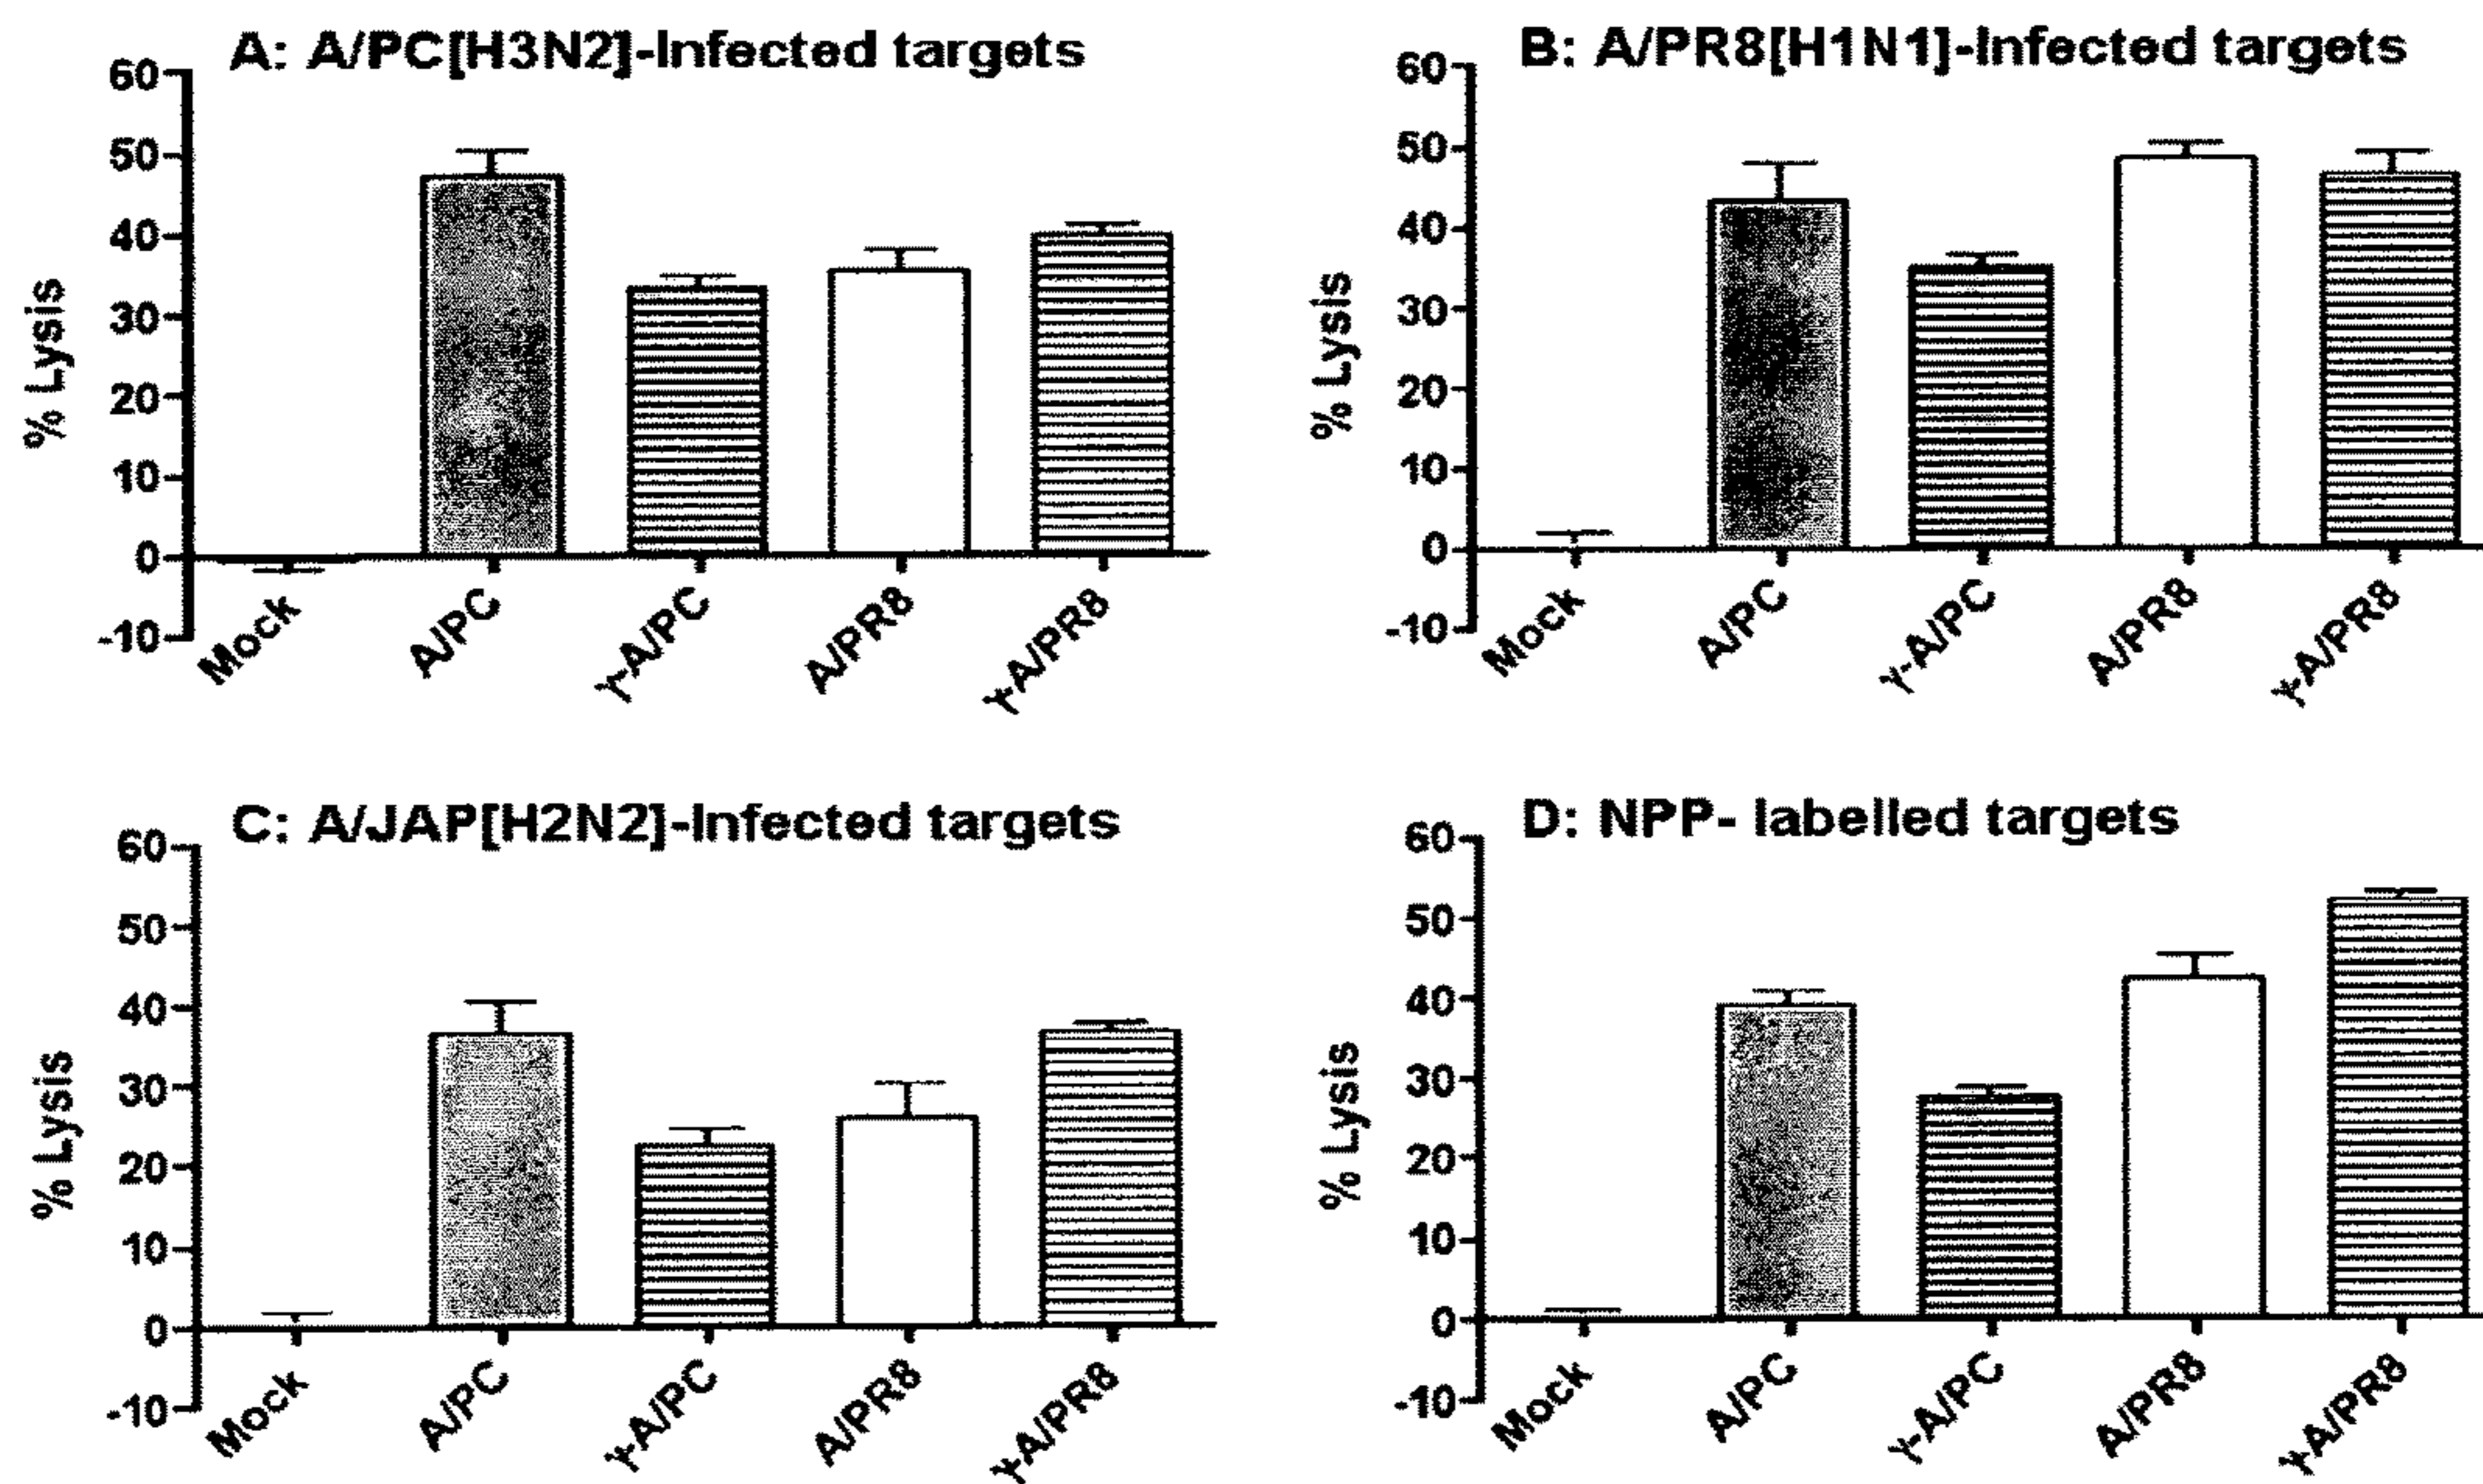 A: A/PC[H3N2]-Infected targets
60
50
40
30
20
10
0
-10
% Lysis
Mock
A/PC
γ-A/PC
A/PR8
γ-A/PR8
B: A/PR8[H1N1]-Infected targets
60
50
40
30
20
10
0
-10
% Lysis
Mock
A/PC
γ-A/PC
A/PR8
γ-A/PR8
C: A/JAP[H2N2]-Infected targets
60
50
40
30
20
10
0
-10
% Lysis
Mock
A/PC
γ-A/PC
A/PR8
γ-A/PR8
D: NPP- labelled targets
60
50
40
30
20
10
0
-10
% Lysis
Mock
A/PC
γ-A/PC
A/PR8
γ-A/PR8